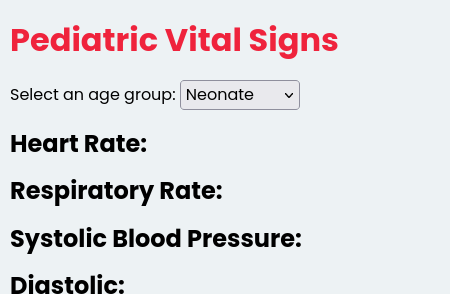 Pediatric Vital Signs
Select an age group: Neonate
Heart Rate:
Respiratory Rate:
Systolic Blood Pressure:
Diastolic: